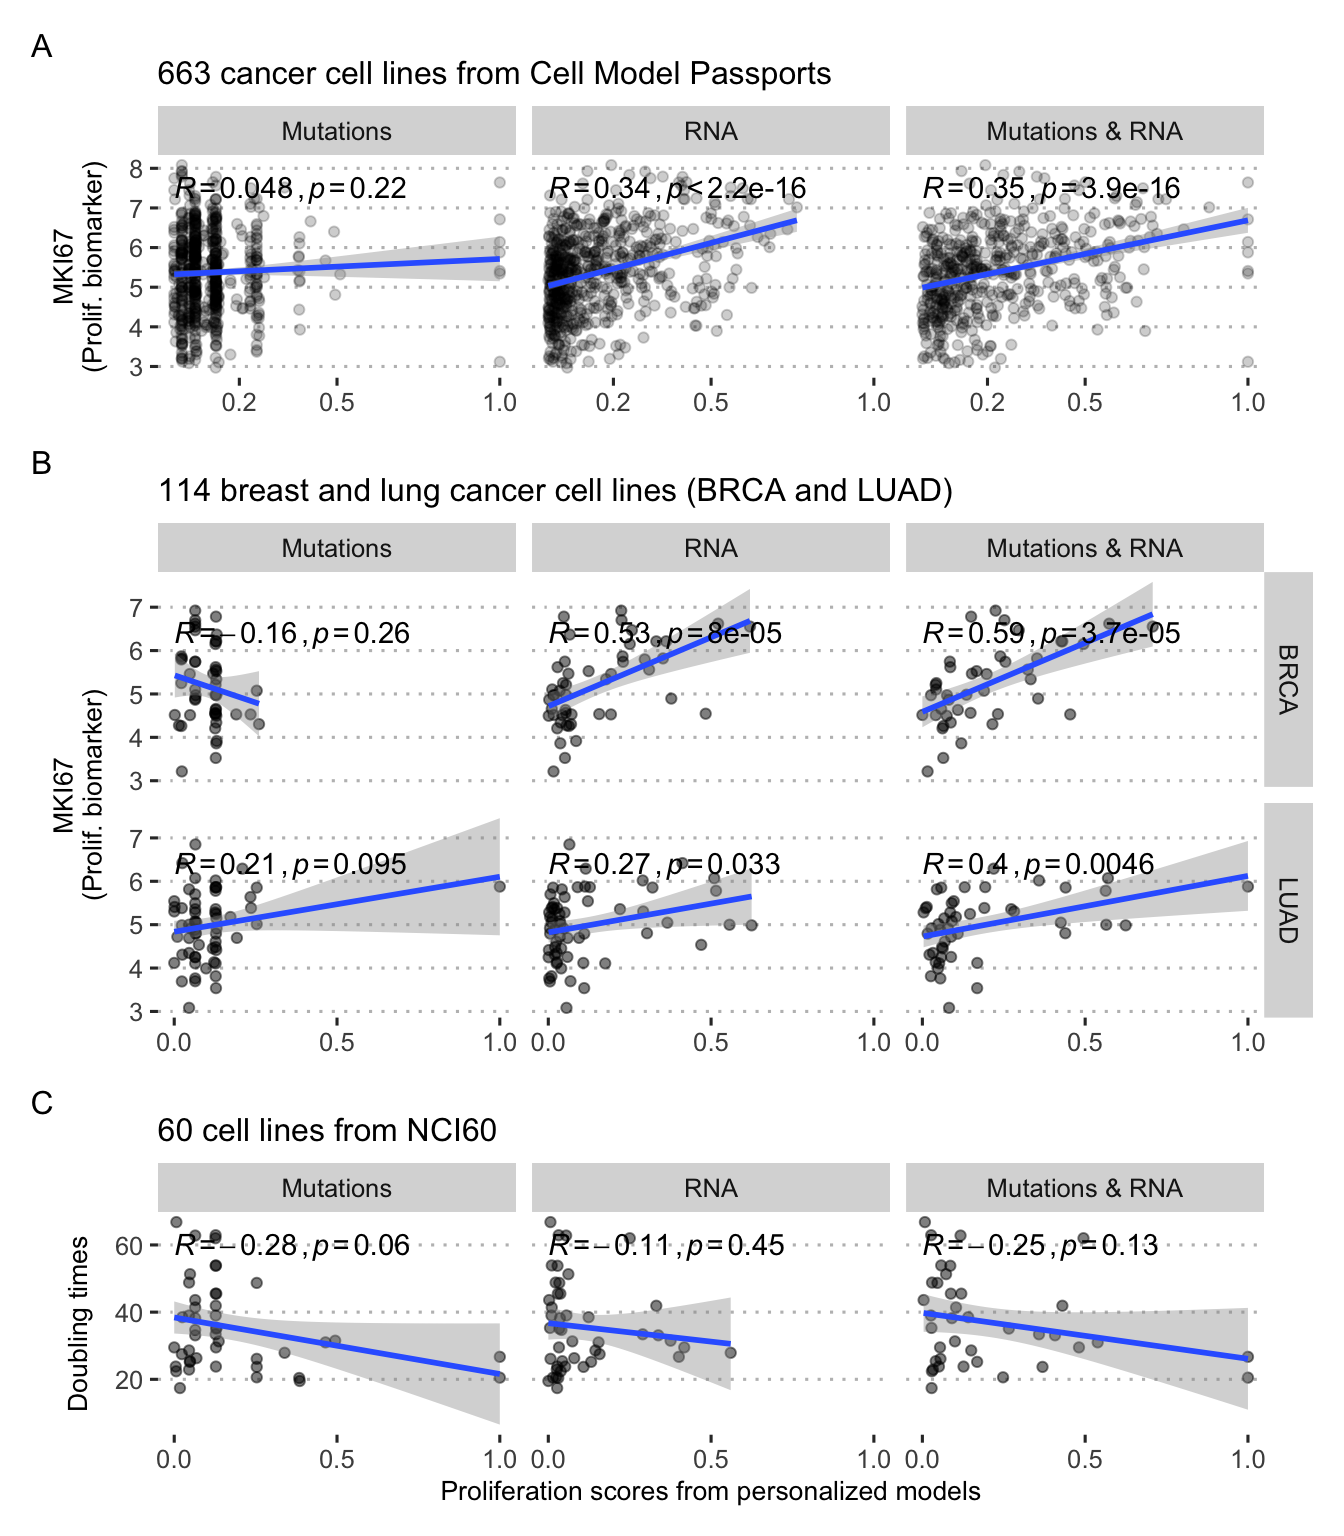 A
663 cancer cell lines from Cell Model Passports
Mutations RNA Mutations & RNA
MKI67
(Prolif. biomarker)
8
7
6
5
4
3
R=0.048, p=0.22 R=0.34, p<2.2e-16 R=0.35, p=3.9e-16
0.2 0.5 1.0 0.2 0.5 1.0 0.2 0.5 1.0
B
114 breast and lung cancer cell lines (BRCA and LUAD)
Mutations RNA Mutations & RNA
MKI67
(Prolif. biomarker)
7
6
5
4
3
R=−0.16, p=0.26 R=0.53, p=8e-05 R=0.59, p=3.7e-05
BRCA
7
6
5
4
3
R=0.21, p=0.095 R=0.27, p=0.033 R=0.4, p=0.0046
LUAD
0.0 0.5 1.0 0.0 0.5 1.0 0.0 0.5 1.0
C
60 cell lines from NCI60
Mutations RNA Mutations & RNA
Doubling times
60
40
20
R=−0.28, p=0.06 R=−0.11, p=0.45 R=−0.25, p=0.13
0.0 0.5 1.0 0.0 0.5 1.0 0.0 0.5 1.0
Proliferation scores from personalized models